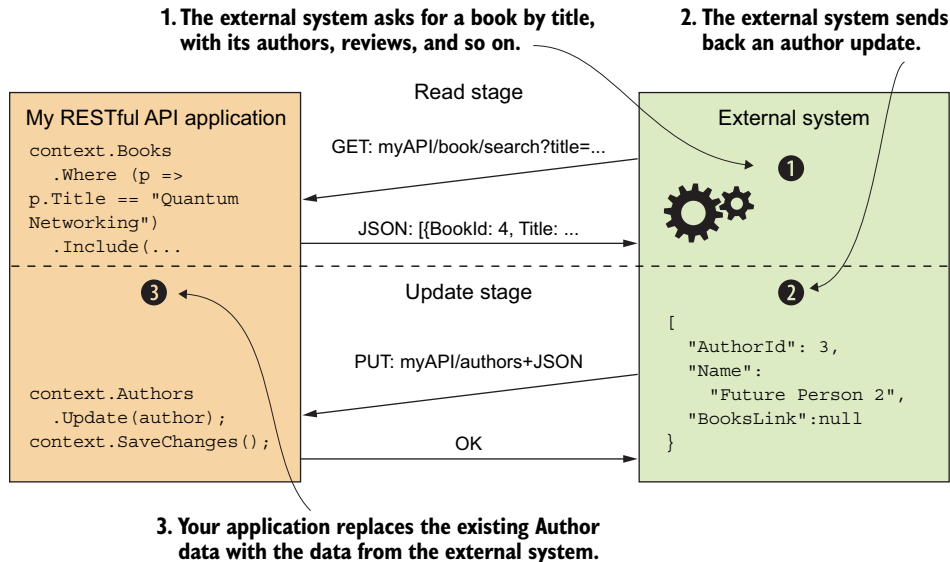 1. The external system asks for a book by title,
with its authors, reviews, and so on.
2. The external system sends
back an author update.
Read stage
My RESTful API application
context.Books
.Where (p =>
p.Title == "Quantum
Networking")
.Include(...
GET: myAPI/book/search?title=...
JSON: [{BookId: 4, Title: ...
External system
1
3
Update stage
2
context.Authors
.Update(author);
context.SaveChanges();
PUT: myAPI/authors+JSON
OK
[
"AuthorId": 3,
"Name":
"Future Person 2",
"BooksLink":null
}
3. Your application replaces the existing Author
data with the data from the external system.